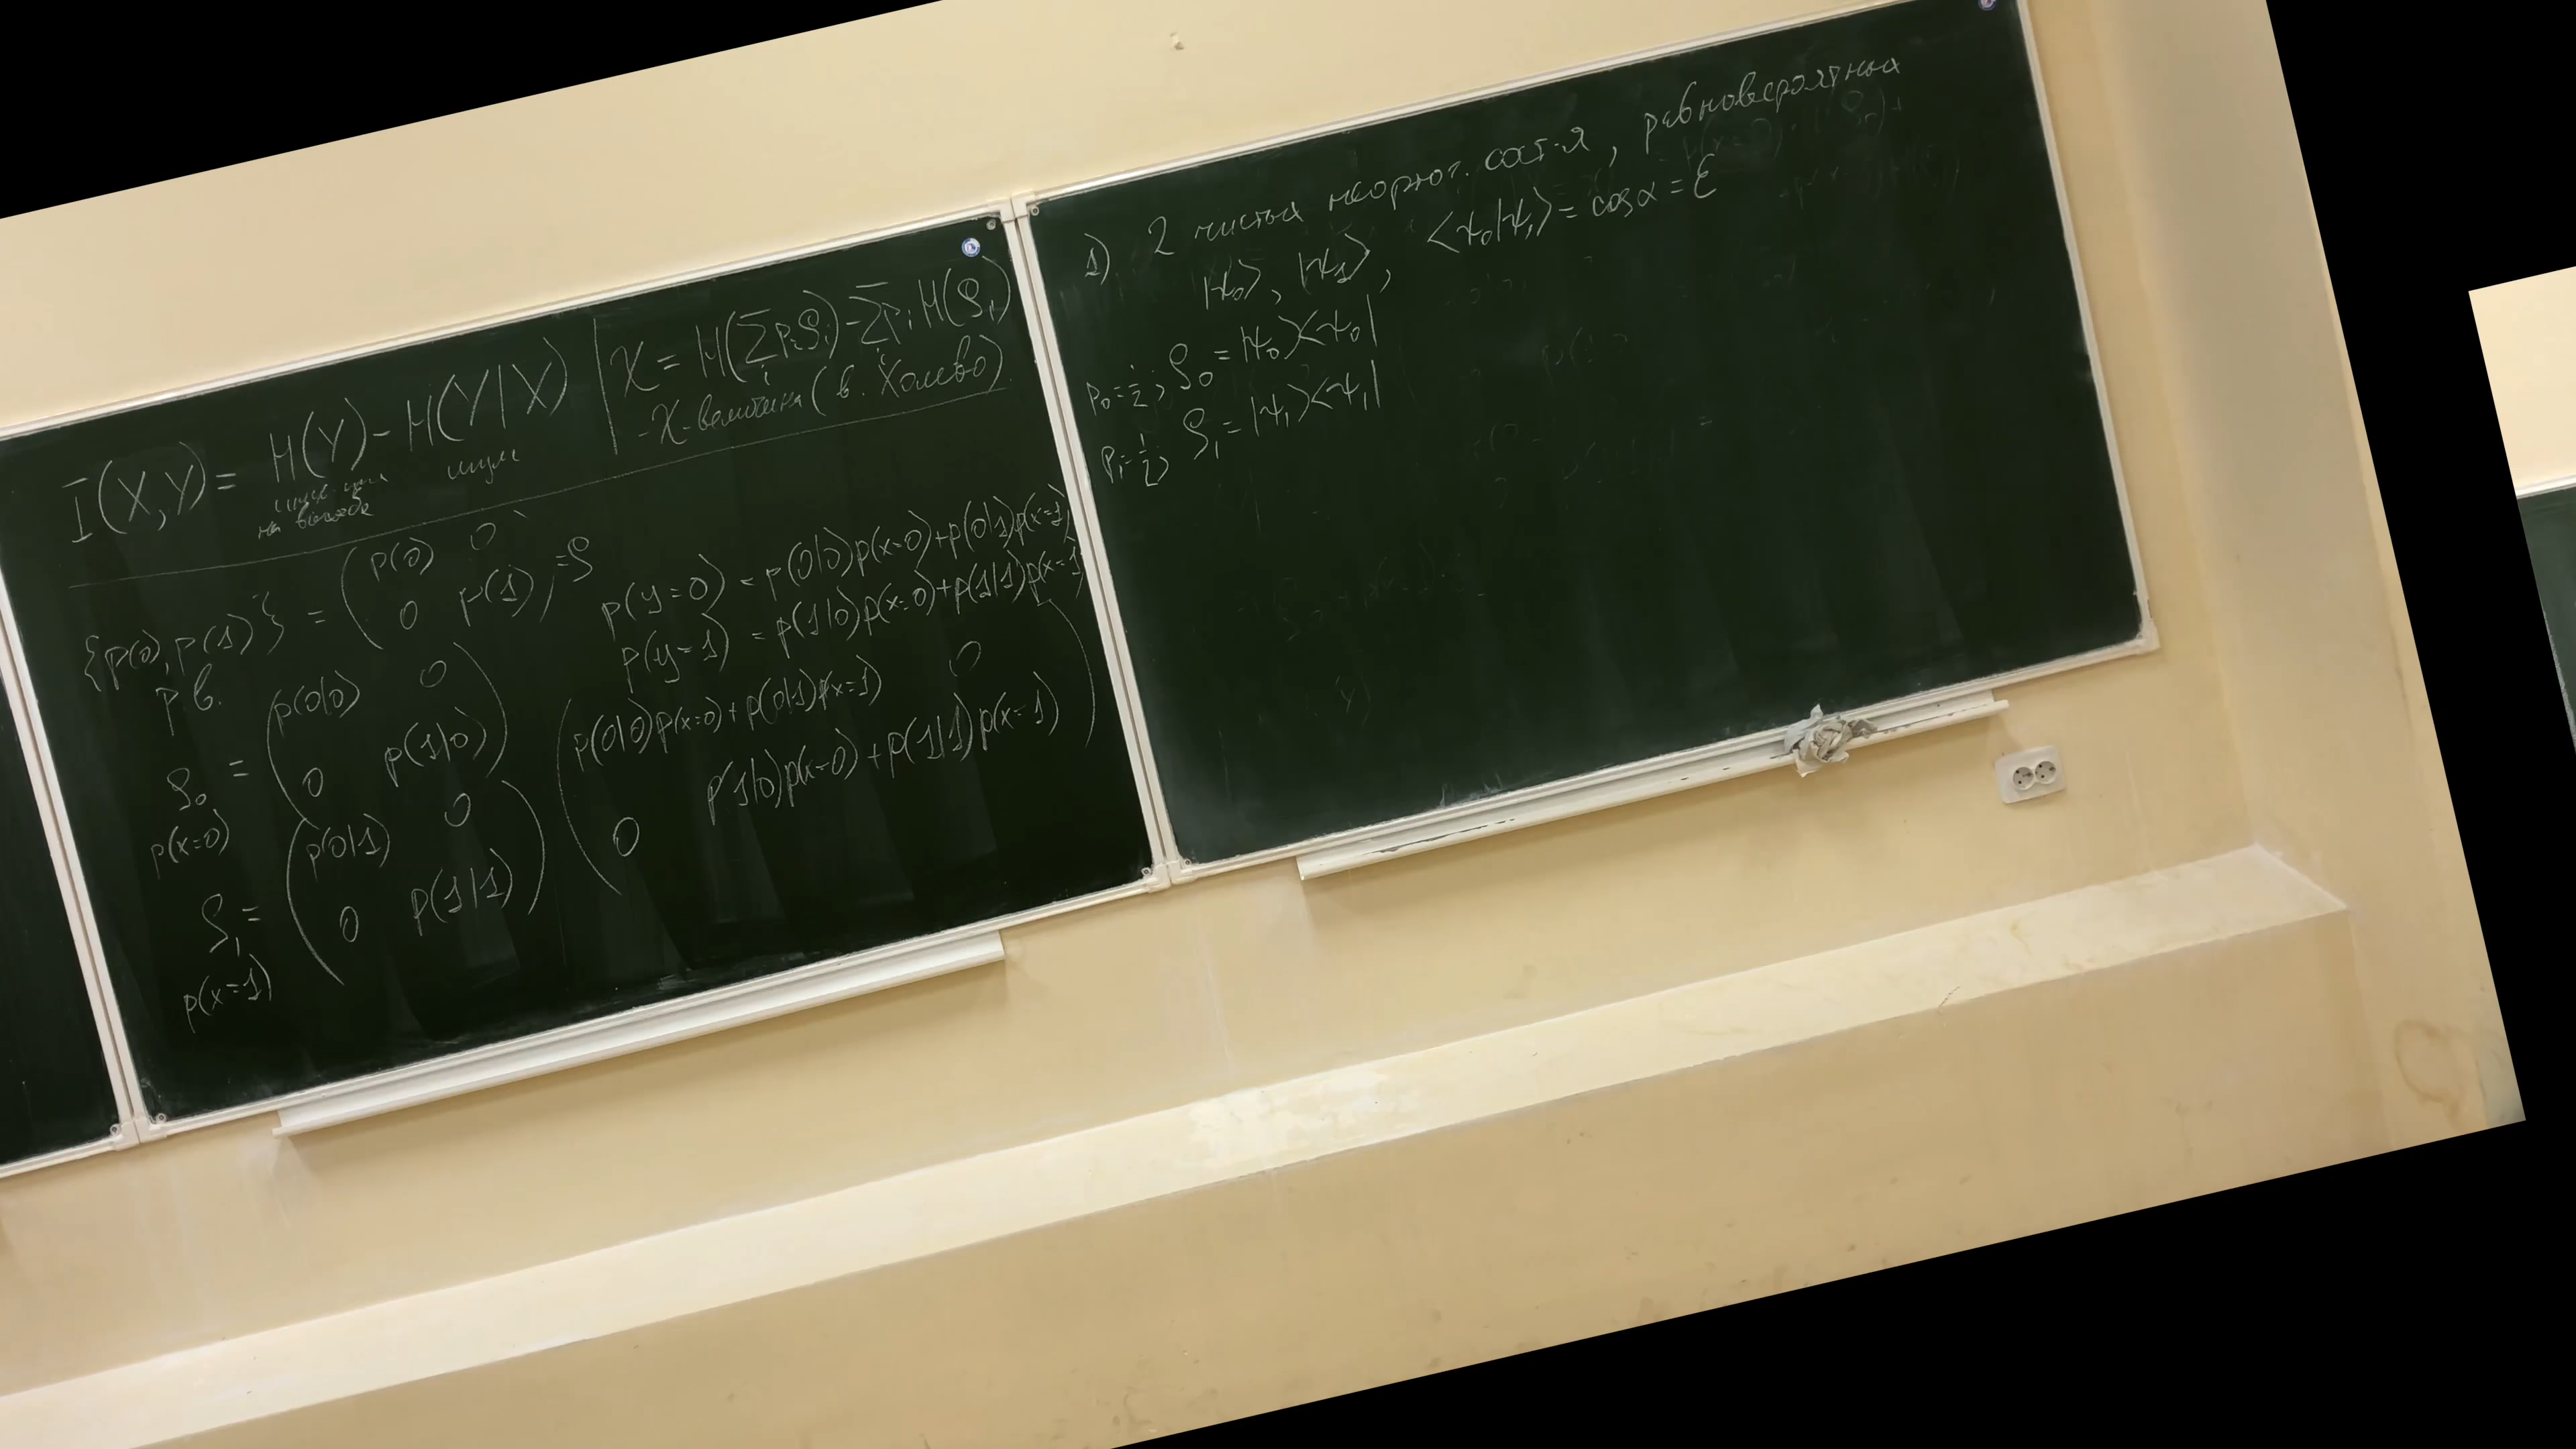 I(X,Y) = H(Y) - H(Y|X)
на выходе шум
χ = H(∑ᵢ pᵢρᵢ) - ∑ᵢ pᵢ H(ρᵢ)
- χ-величина (в. Холево)
{p(0), p(1)} = ( p(0) 0
0 p(1) ) = ρ
р.в.
p(y=0) = p(0|0)p(x=0)+p(0|1)p(x=1)
p(y=1) = p(1|0)p(x=0)+p(1|1)p(x=1)
ρ₀ = ( p(0|0) 0
0 p(1|0) )
p(x=0)
ρ₁ = ( p(0|1) 0
0 p(1|1) )
p(x=1)
( p(0|0)p(x=0)+p(0|1)p(x=1) 0
0 p(1|0)p(x=0)+p(1|1)p(x=1) )
1) 2 чистых неортог. сост-я, равновероятных
|ψ₀⟩, |ψ₁⟩, ⟨ψ₀|ψ₁⟩ = cos α = ε
p₀ = 1/2, ρ₀ = |ψ₀⟩⟨ψ₀|
p₁ = 1/2, ρ₁ = |ψ₁⟩⟨ψ₁|